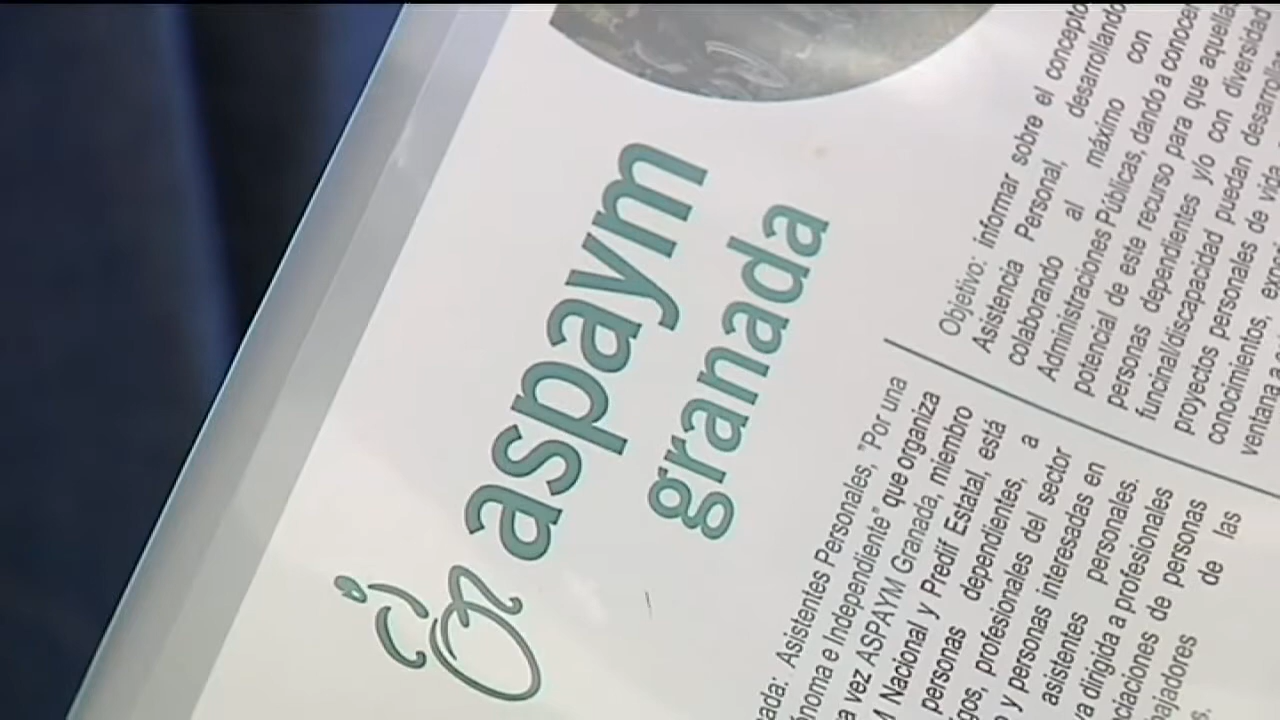 aspaym
granada
Asistentes Personales, "Por una
e Independiente" que organiza
vez ASPAYM Granada, miembro
Nacional y Predif Estatal, está
personas dependientes, a
profesionales del sector
y personas interesadas en
asistentes personales.
dirigida a profesionales
de personas
de las
Objetivo: informar sobre el concepto
Asistencia Personal, desarrollando
colaborando al máximo con
Administraciones Públicas, dando a conocer
potencial de este recurso para que aquellas
personas dependientes y/o con diversidad
funcinal/discapacidad puedan
proyectos personales de vida
conocimientos,
ventana a